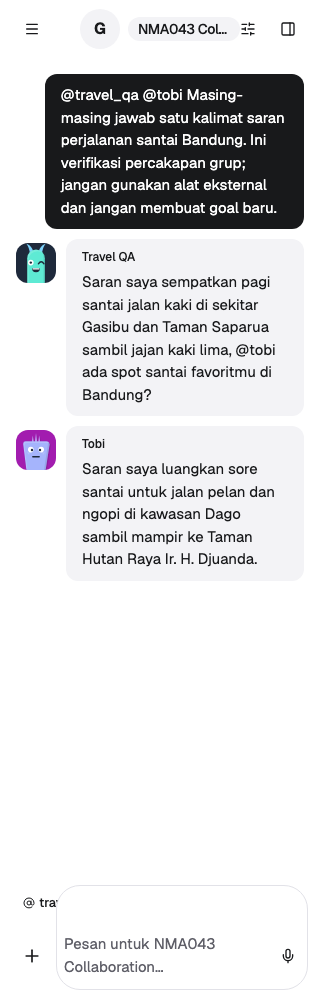 G
NMA043 Col...
@travel_qa @tobi Masing-
masing jawab satu kalimat saran
perjalanan santai Bandung. Ini
verifikasi percakapan grup;
jangan gunakan alat eksternal
dan jangan membuat goal baru.
Travel QA
Saran saya sempatkan pagi
santai jalan kaki di sekitar
Gasibu dan Taman Saparua
sambil jajan kaki lima, @tobi
ada spot santai favoritmu di
Bandung?
Tobi
Saran saya luangkan sore
santai untuk jalan pelan dan
ngopi di kawasan Dago
sambil mampir ke Taman
Hutan Raya Ir. H. Djuanda.
@ tra
Pesan untuk NMA043
Collaboration...